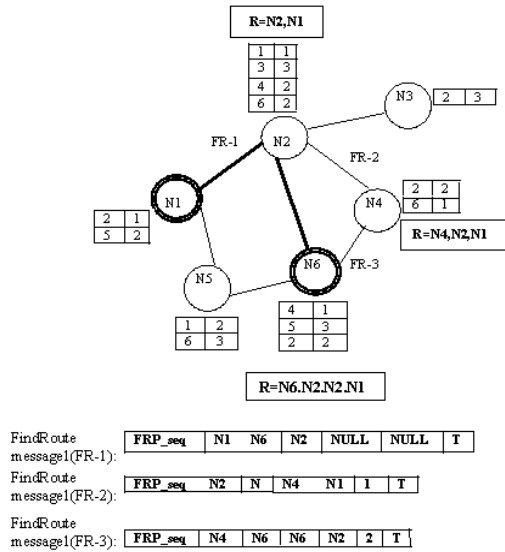 R=N2,N1
1 1
3 3
4 2
6 2
N3
2 3
FR-1
N2
FR-2
N1
2 1
5 2
N4
2 2
6 1
R=N4,N2,N1
N5
N6
FR-3
1 2
6 3
4 1
5 3
2 2
R=N6.N2.N2.N1
FindRoute
message1(FR-1):
FRP_seq N1 N6 N2 NULL NULL T
FindRoute
message1(FR-2):
FRP_seq N2 N N4 N1 1 T
FindRoute
message1(FR-3):
FRP_seq N4 N6 N6 N2 2 T